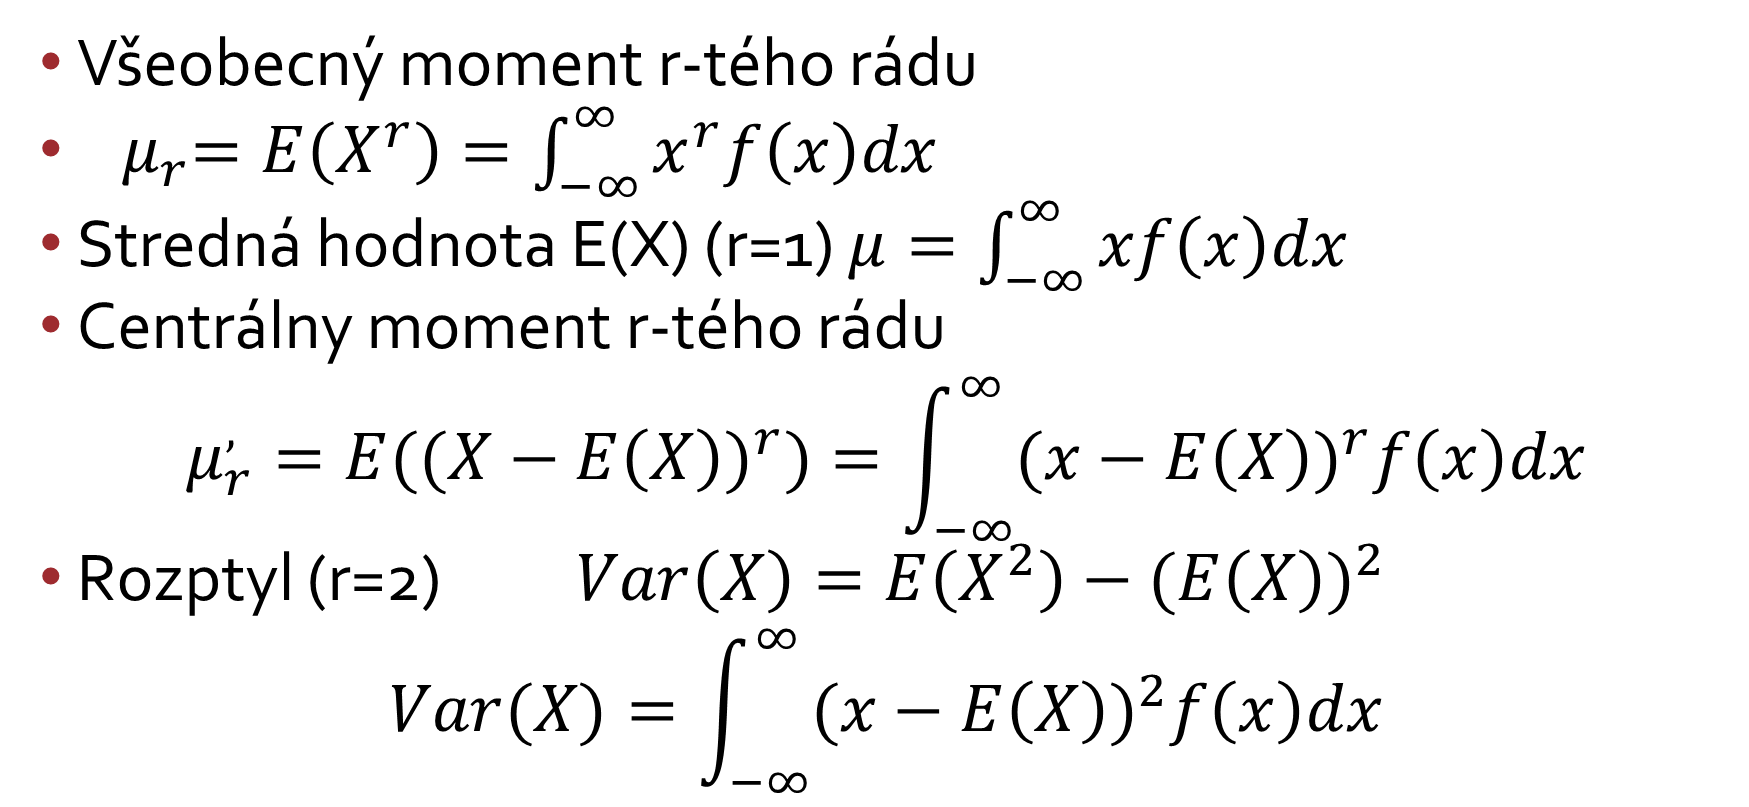 • Všeobecný moment r-tého rádu
• μ_r = E(X^r) = ∫_{-∞}^{∞} x^r f(x)dx
• Stredná hodnota E(X) (r=1) μ = ∫_{-∞}^{∞} xf(x)dx
• Centrálny moment r-tého rádu
μ_r^, = E((X − E(X))^r) = ∫_{-∞}^{∞} (x − E(X))^r f(x)dx
• Rozptyl (r=2) Var(X) = E(X^2) − (E(X))^2
Var(X) = ∫_{-∞}^{∞} (x − E(X))^2 f(x)dx